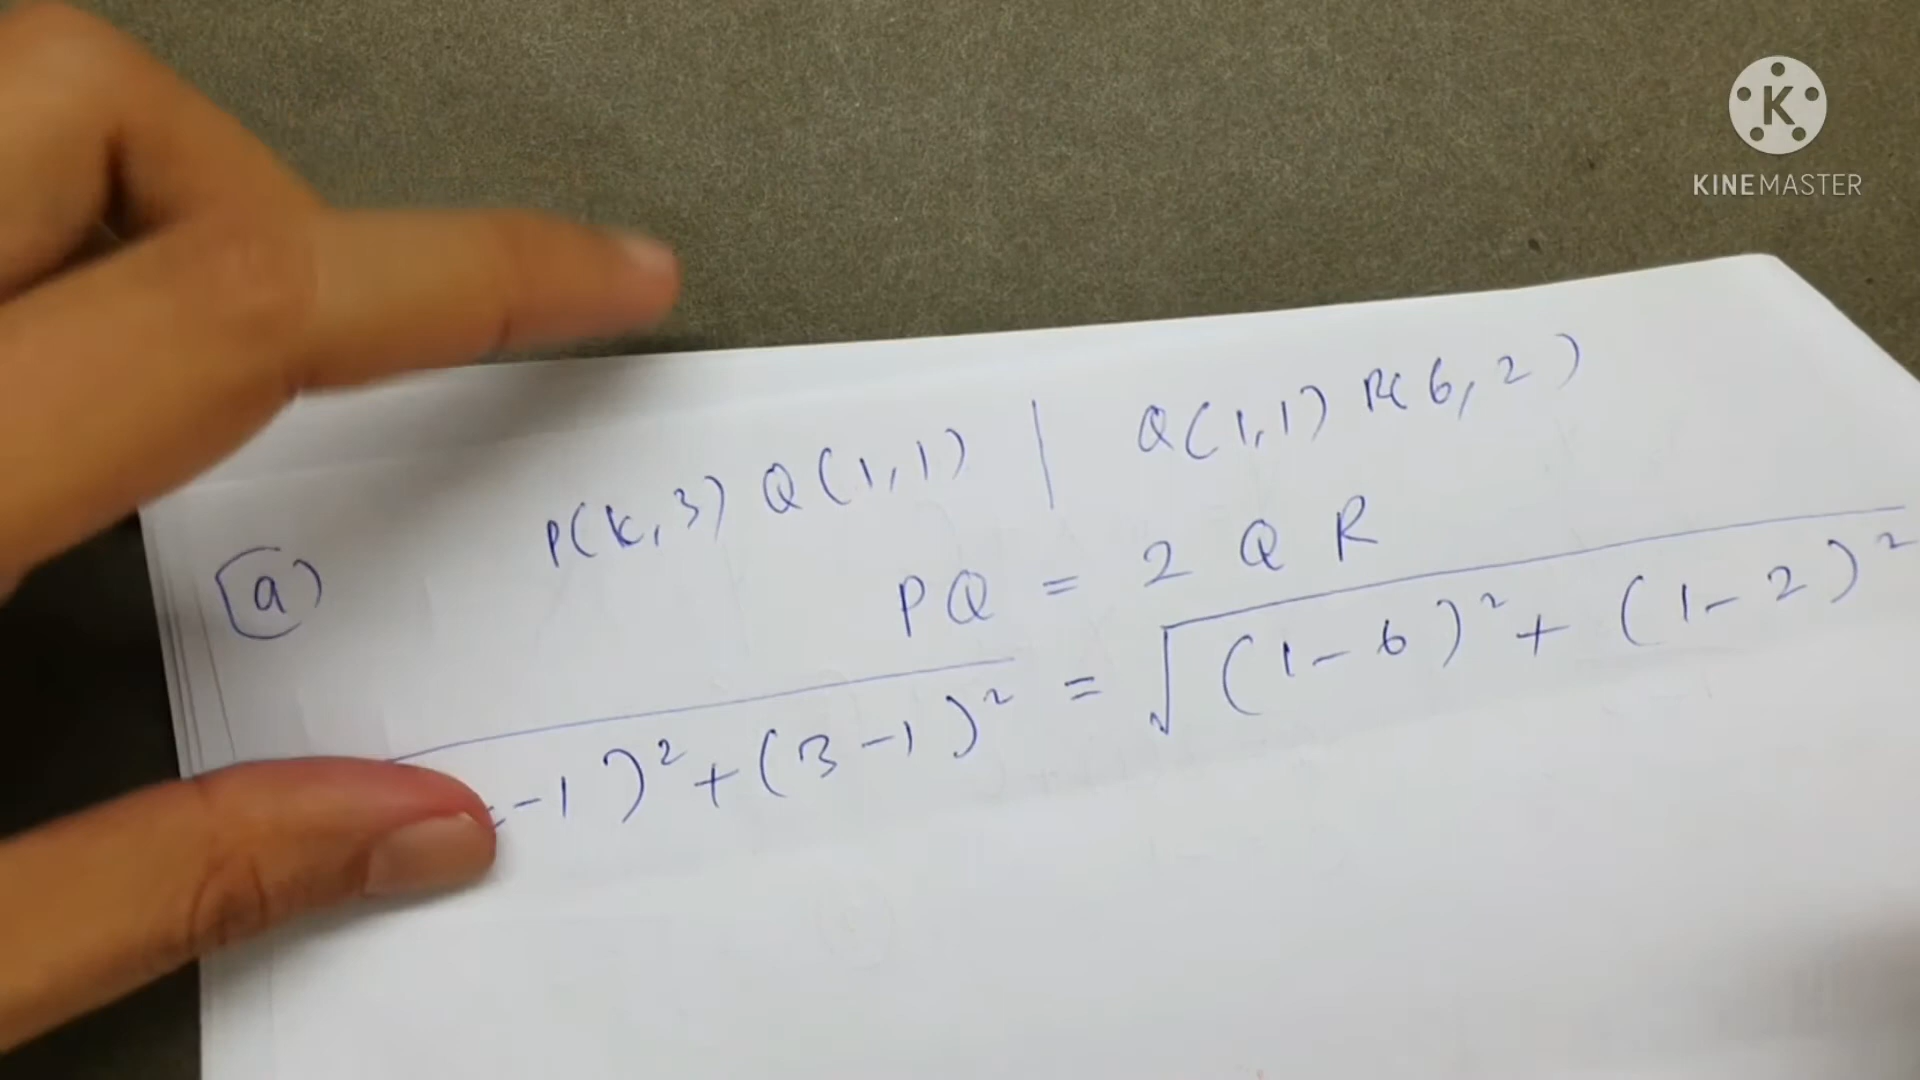 K
KINEMASTER
P(k,3) Q(1,1) | Q(1,1) R(6,2)
(a)
PQ = 2 Q R
-1)²+(3-1)² = √(1-6)²+(1-2)²